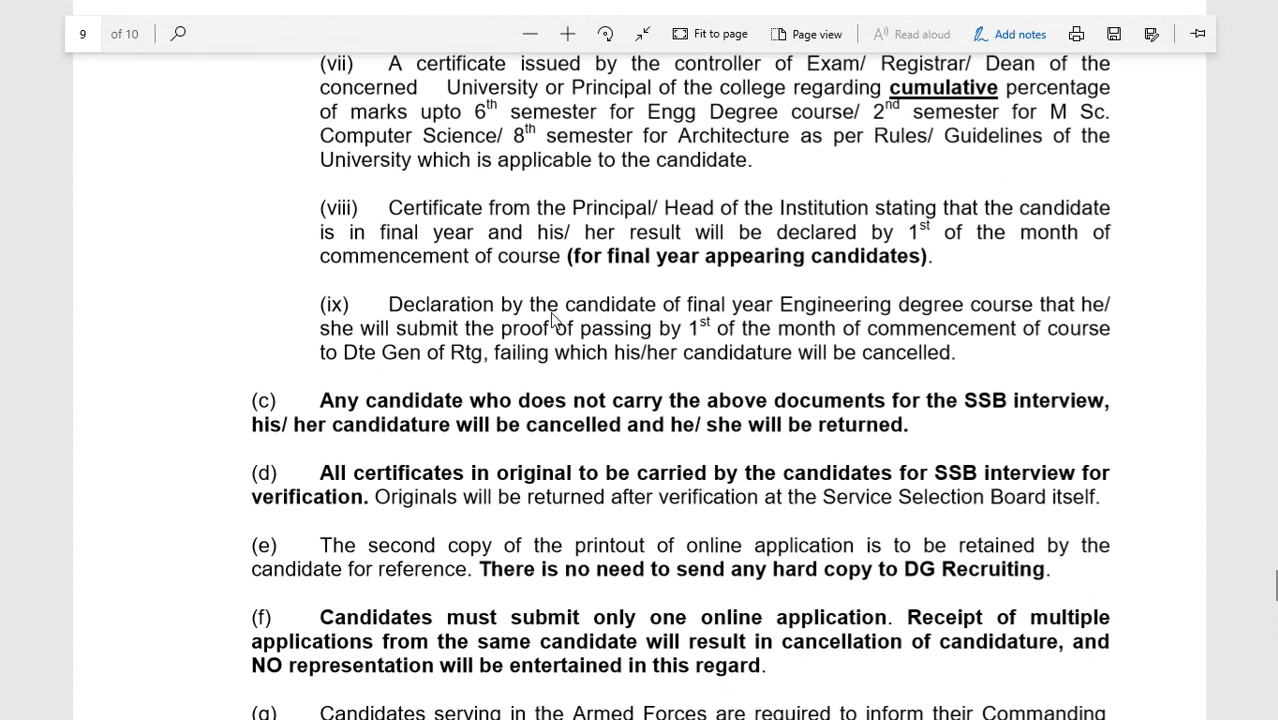 9 of 10 Fit to page Page view Read aloud Add notes
(vii) A certificate issued by the controller of Exam/ Registrar/ Dean of the
concerned University or Principal of the college regarding cumulative percentage
of marks upto 6th semester for Engg Degree course/ 2nd semester for M Sc.
Computer Science/ 8th semester for Architecture as per Rules/ Guidelines of the
University which is applicable to the candidate.
(viii) Certificate from the Principal/ Head of the Institution stating that the candidate
is in final year and his/ her result will be declared by 1st of the month of
commencement of course (for final year appearing candidates).
(ix) Declaration by the candidate of final year Engineering degree course that he/
she will submit the proof of passing by 1st of the month of commencement of course
to Dte Gen of Rtg, failing which his/her candidature will be cancelled.
(c) Any candidate who does not carry the above documents for the SSB interview,
his/ her candidature will be cancelled and he/ she will be returned.
(d) All certificates in original to be carried by the candidates for SSB interview for
verification. Originals will be returned after verification at the Service Selection Board itself.
(e) The second copy of the printout of online application is to be retained by the
candidate for reference. There is no need to send any hard copy to DG Recruiting.
(f) Candidates must submit only one online application. Receipt of multiple
applications from the same candidate will result in cancellation of candidature, and
NO representation will be entertained in this regard.
(g) Candidates serving in the Armed Forces are required to inform their Commanding